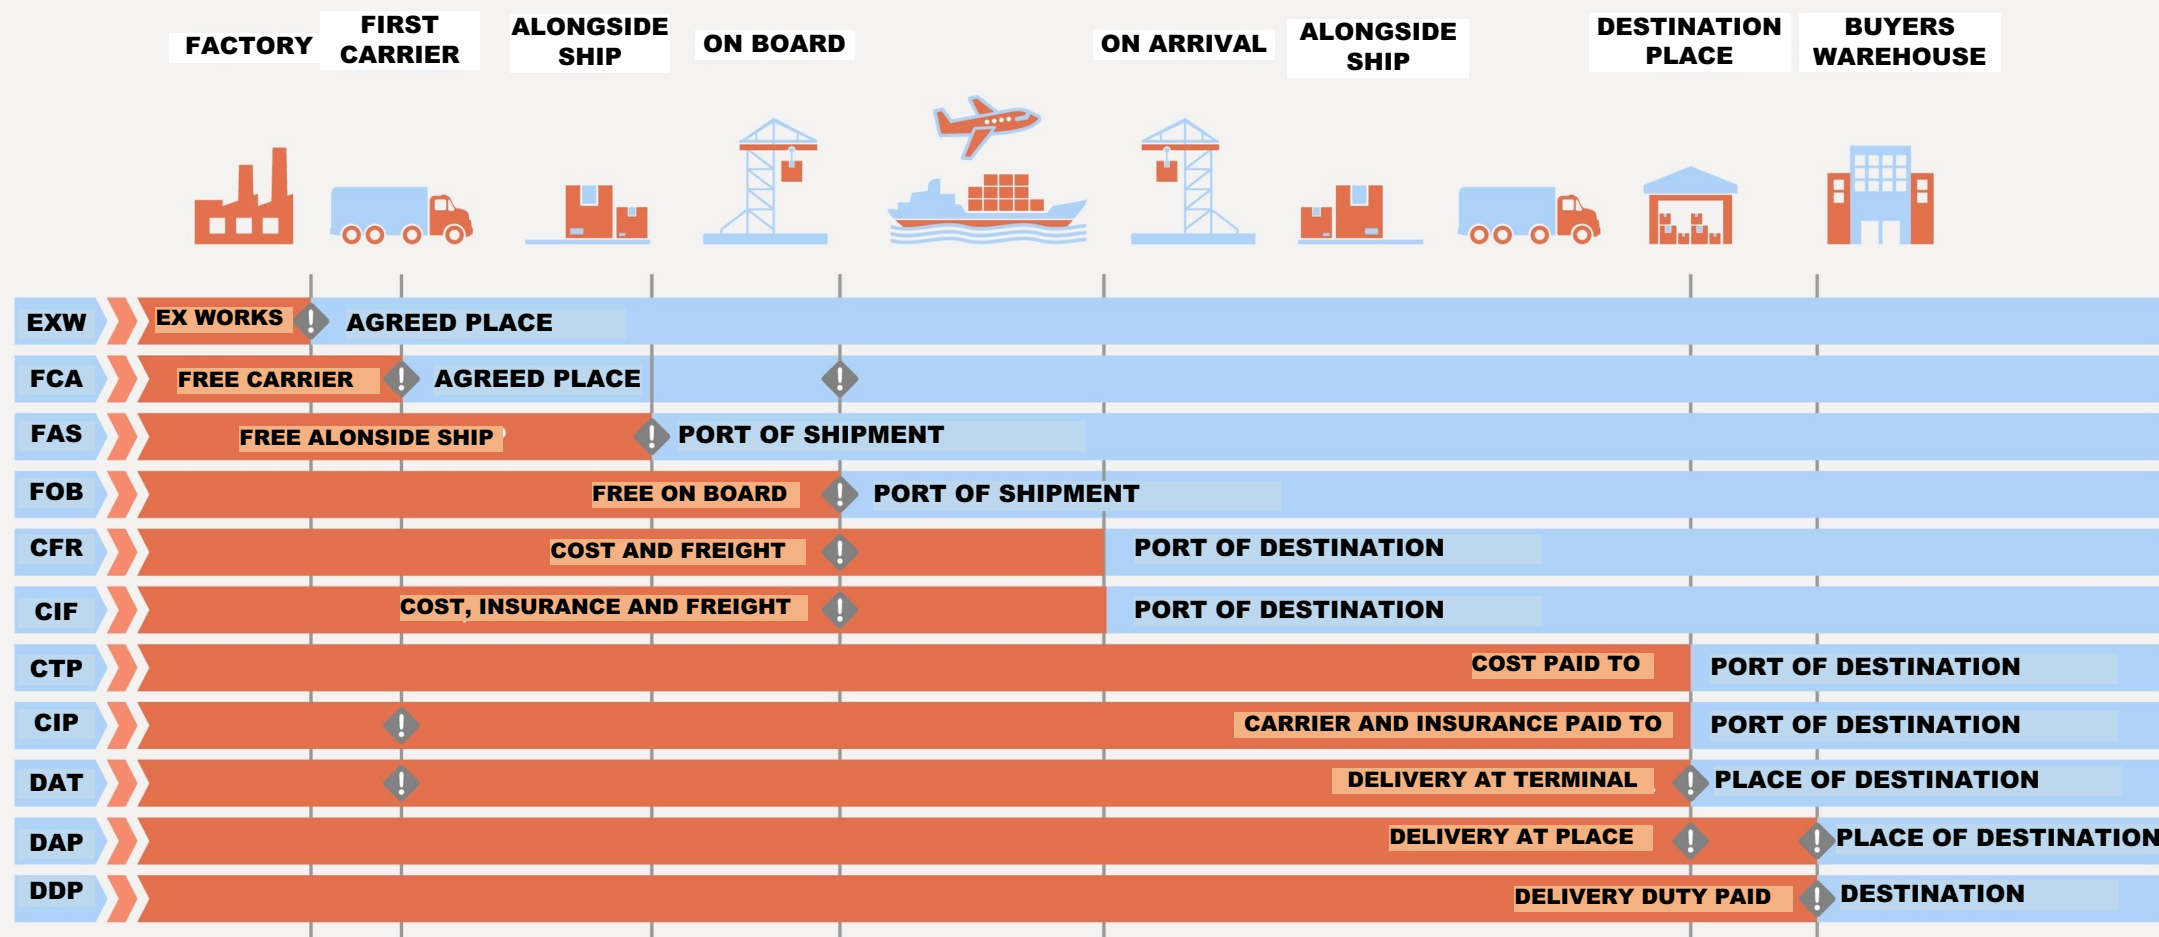 FACTORY
FIRST
CARRIER
ALONGSIDE
SHIP
ON BOARD
ON ARRIVAL
ALONGSIDE
SHIP
DESTINATION
PLACE
BUYERS
WAREHOUSE
EXW EX WORKS ! AGREED PLACE
FCA FREE CARRIER ! AGREED PLACE !
FAS FREE ALONSIDE SHIP ! PORT OF SHIPMENT
FOB FREE ON BOARD ! PORT OF SHIPMENT
CFR COST AND FREIGHT ! PORT OF DESTINATION
CIF COST, INSURANCE AND FREIGHT ! PORT OF DESTINATION
CTP COST PAID TO PORT OF DESTINATION
CIP ! CARRIER AND INSURANCE PAID TO PORT OF DESTINATION
DAT ! DELIVERY AT TERMINAL ! PLACE OF DESTINATION
DAP DELIVERY AT PLACE ! ! PLACE OF DESTINATION
DDP DELIVERY DUTY PAID ! DESTINATION